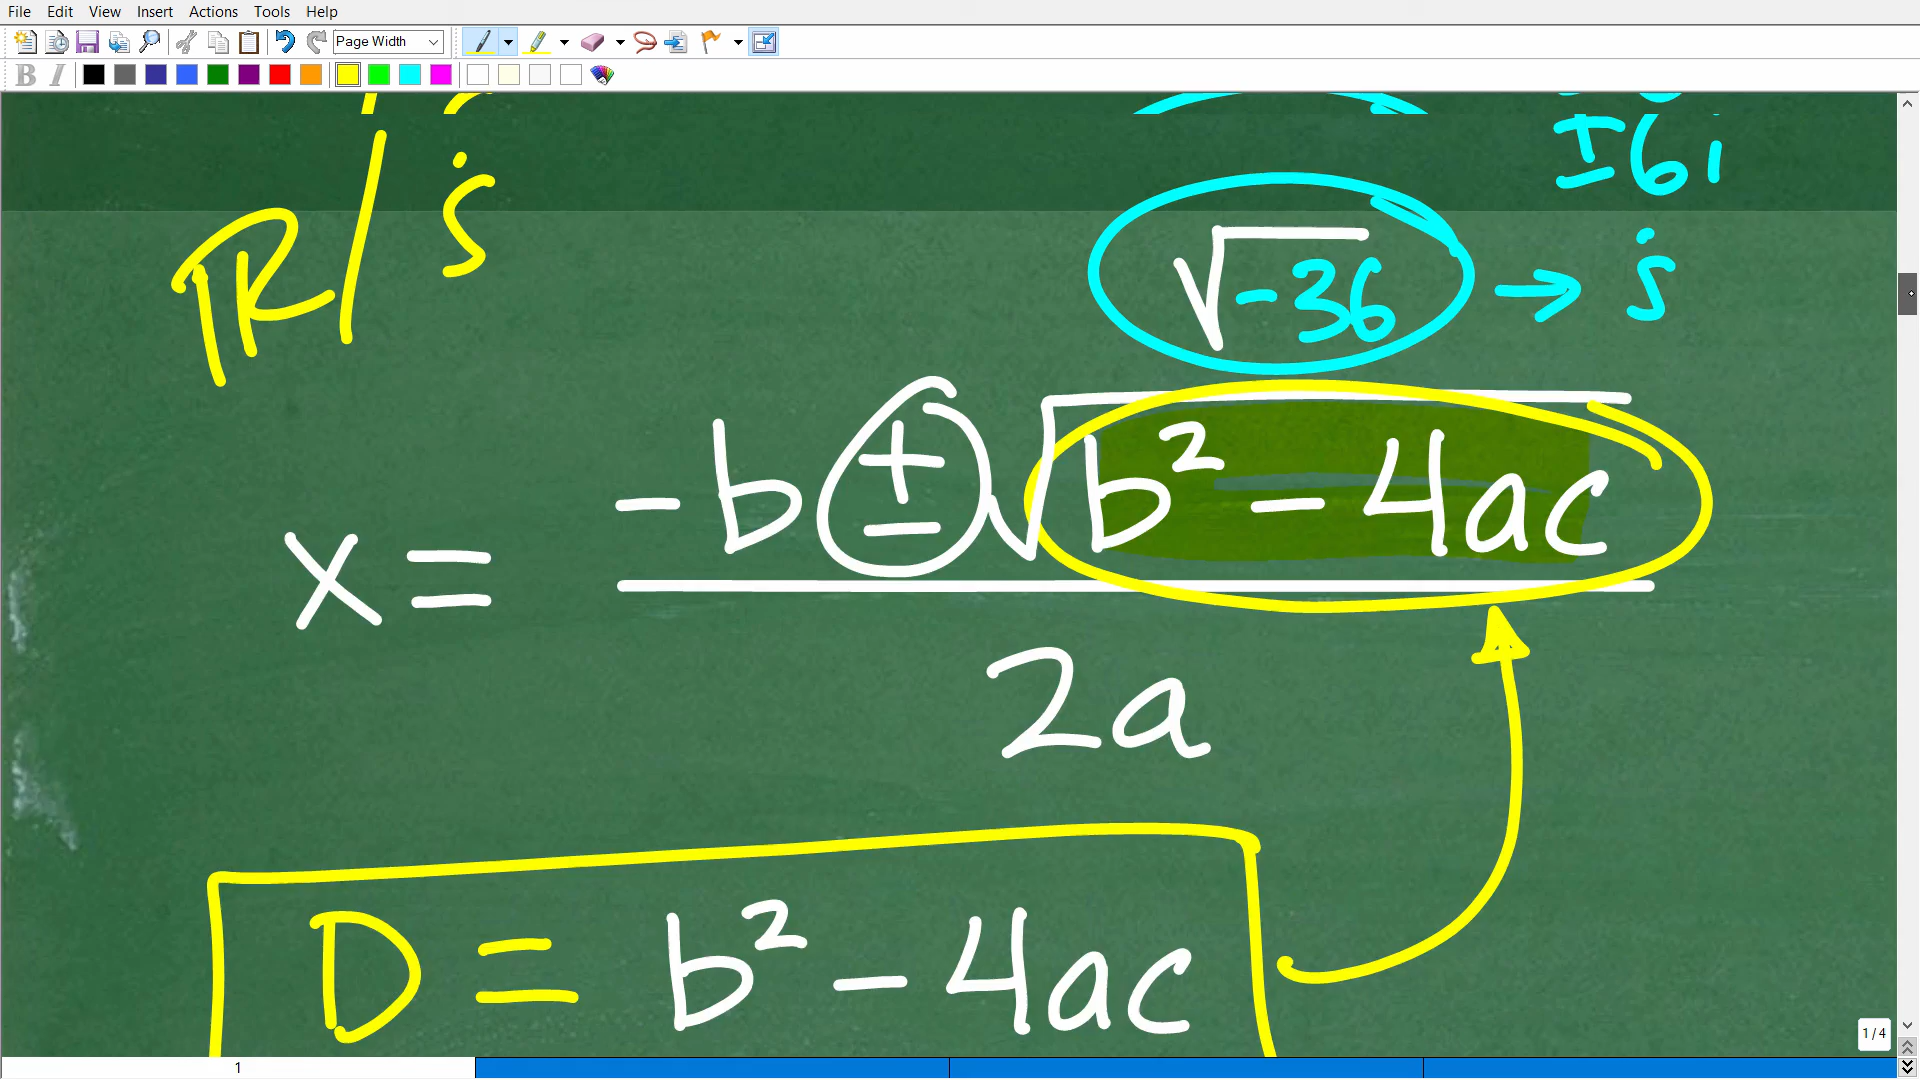 File Edit View Insert Actions Tools Help
Page Width
B I
±6i
ℝ/i
√-36 → i
x = -b ± √b² - 4ac
2a
D = b² - 4ac
1 / 4
1